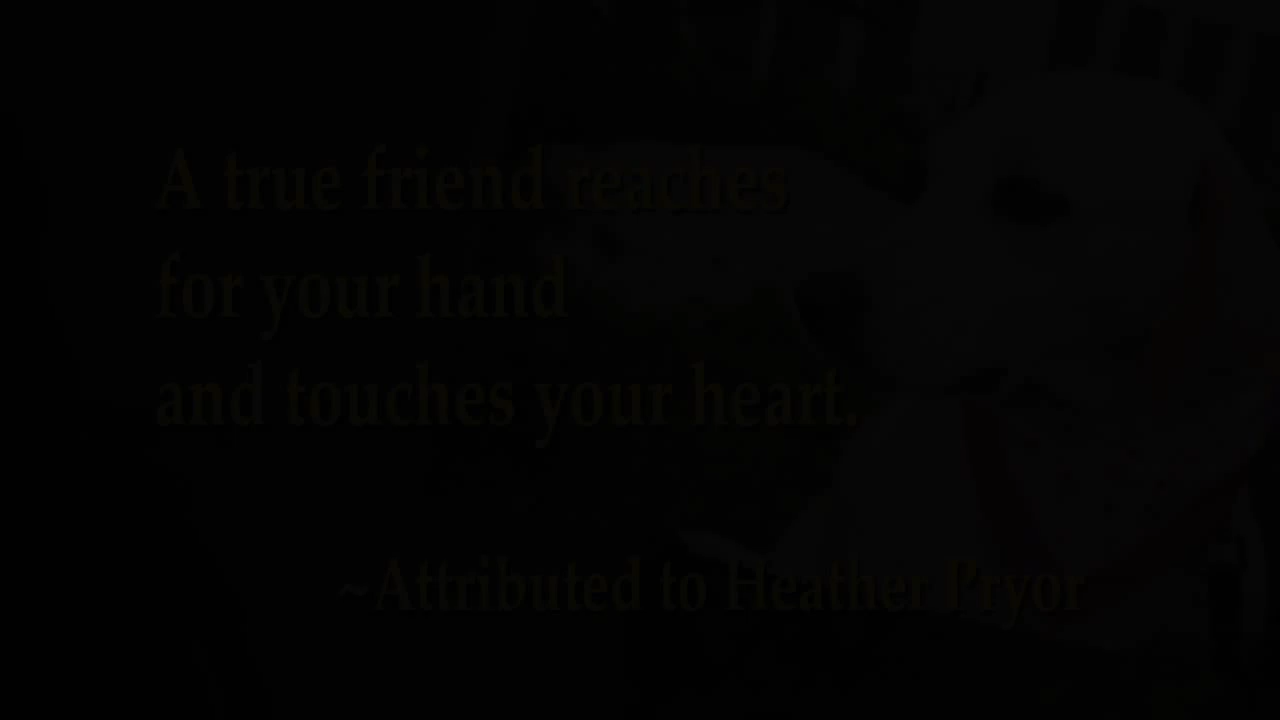 A true friend reaches
for your hand
and touches your heart.
~Attributed to Heather Pryor